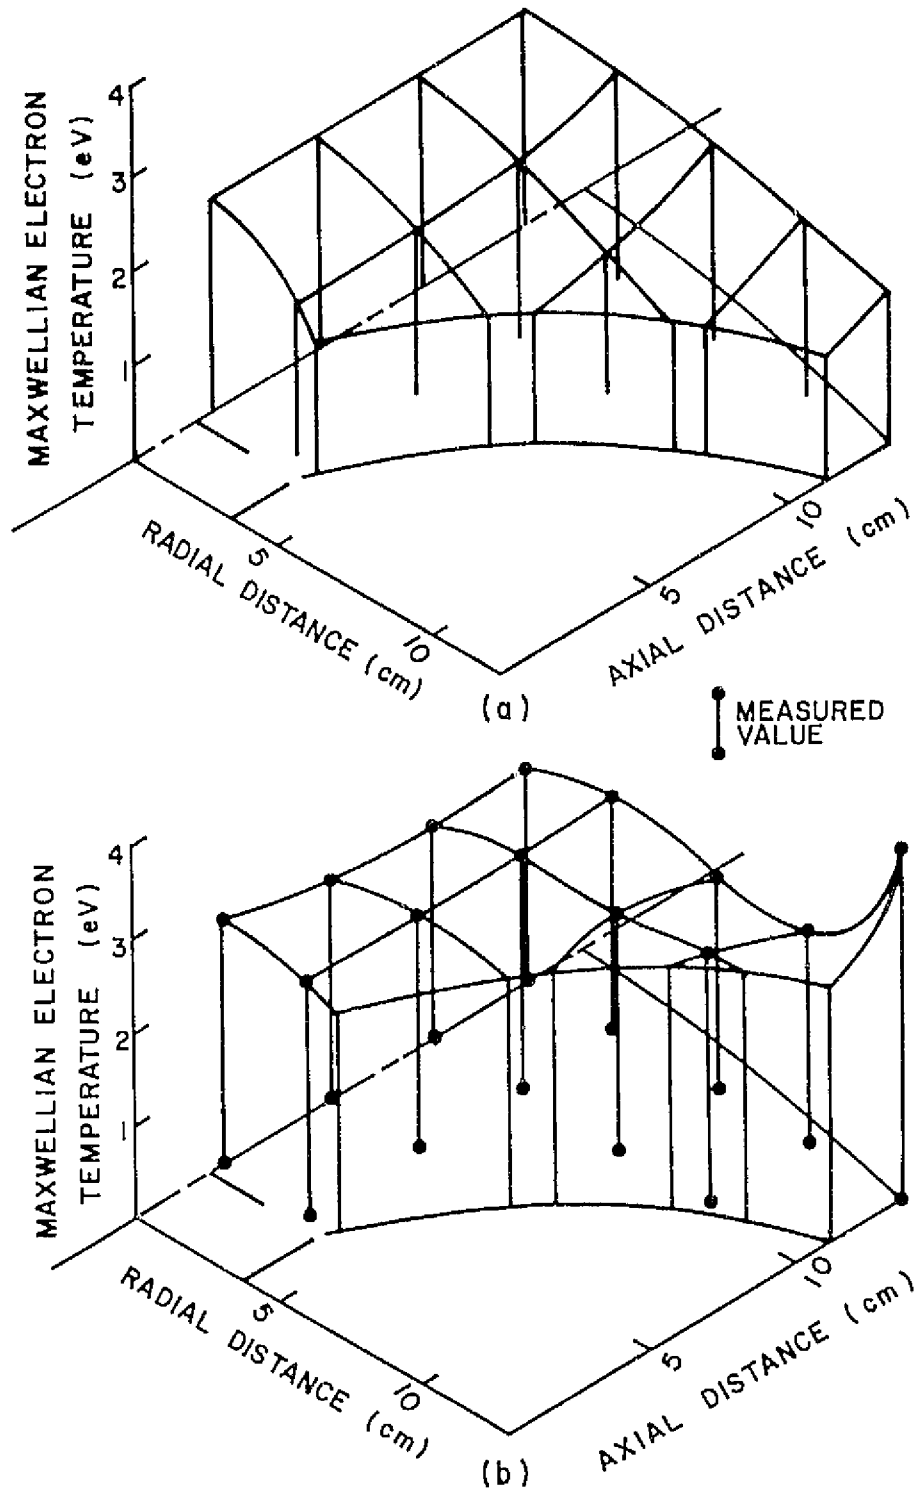 MAXWELLIAN ELECTRON
TEMPERATURE (eV)
4
3
2
1
5
10
RADIAL DISTANCE (cm)
5
10
AXIAL DISTANCE (cm)
(a)
MEASURED
VALUE
MAXWELLIAN ELECTRON
TEMPERATURE (eV)
4
3
2
1
5
10
RADIAL DISTANCE (cm)
5
10
AXIAL DISTANCE (cm)
(b)